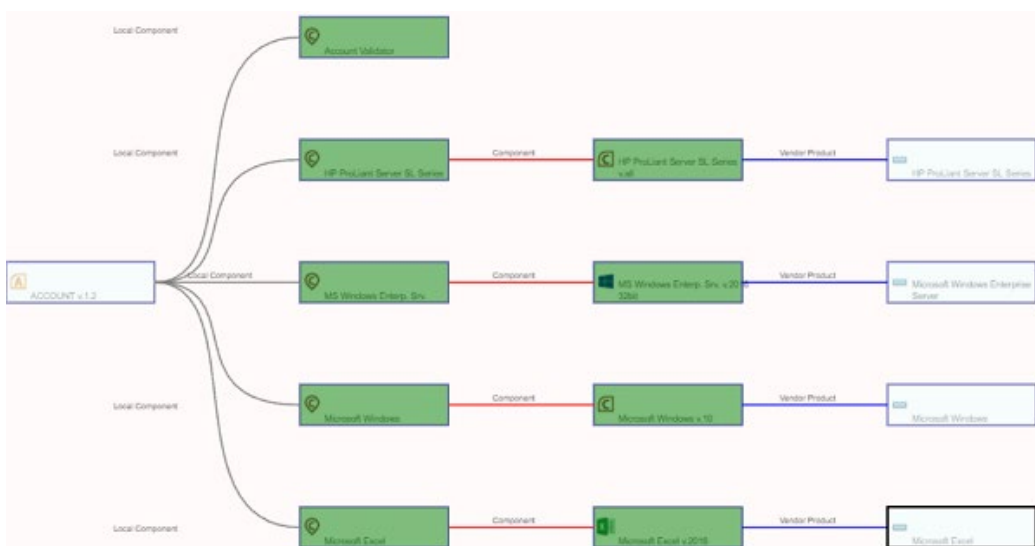 Local Component
Account Validator
Local Component
HP ProLiant Server SL Series
Component
HP ProLiant Server SL Series
v.all
Vendor Product
HP ProLiant Server SL Series
ACCOUNT v.1.2
Local Component
MS Windows Enterp. Srv.
Component
MS Windows Enterp. Srv. v.2016
32bit
Vendor Product
Microsoft Windows Enterprise
Server
Local Component
Microsoft Windows
Component
Microsoft Windows v.10
Vendor Product
Microsoft Windows
Local Component
Microsoft Excel
Component
Microsoft Excel v.2016
Vendor Product
Microsoft Excel